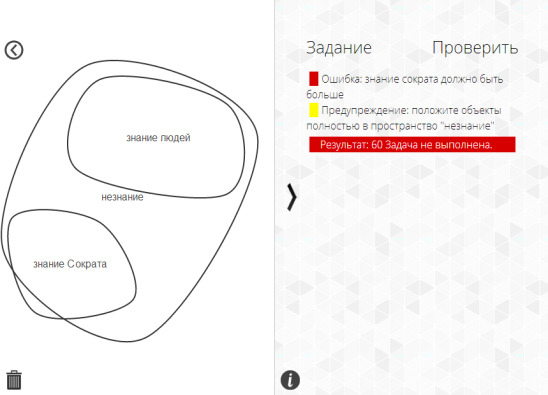 знание людей
незнание
знание Сократа
Задание Проверить
Ошибка: знание сократа должно быть
больше
Предупреждение: положите объекты
полностью в пространство "незнание"
Результат: 60 Задача не выполнена.
i